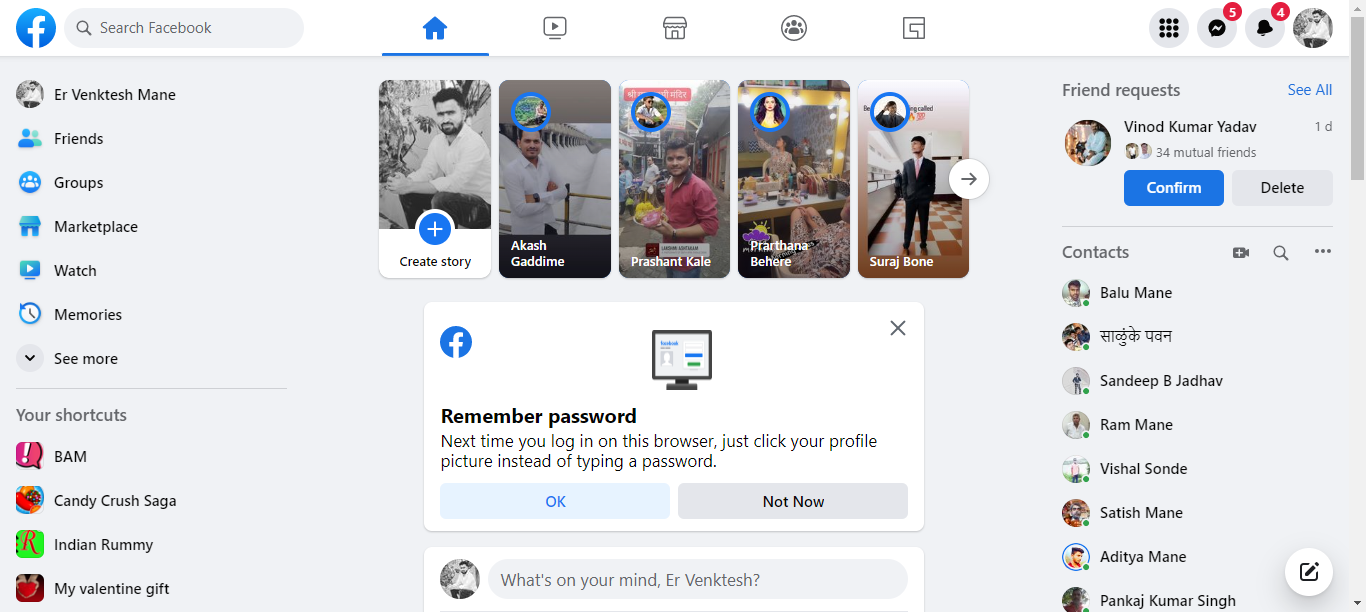 Search Facebook
5
4
Er Venktesh Mane
Friends
Groups
Marketplace
Watch
Memories
See more
Your shortcuts
BAM
Candy Crush Saga
Indian Rummy
My valentine gift
Create story
Akash
Gaddime
Prashant Kale
Prarthana
Behere
Suraj Bone
Remember password
Next time you log in on this browser, just click your profile
picture instead of typing a password.
OK
Not Now
What's on your mind, Er Venktesh?
Friend requests
See All
Vinod Kumar Yadav
1 d
34 mutual friends
Confirm
Delete
Contacts
Balu Mane
साळुंके पवन
Sandeep B Jadhav
Ram Mane
Vishal Sonde
Satish Mane
Aditya Mane
Pankaj Kumar Singh